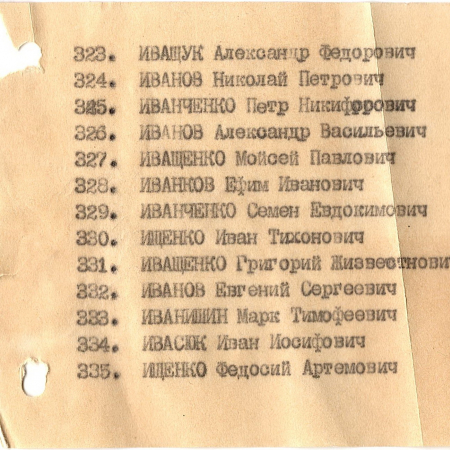 323. ИВАЩУК Александр Федорович
324. ИВАНОВ Николай Петрович
325. ИВАНЧЕНКО Петр Никифорович
326. ИВАНОВ Александр Васильевич
327. ИВАЩЕНКО Мойсей Павлович
328. ИВАНКОВ Ефим Иванович
329. ИВАНЧЕНКО Семен Евдокимович
330. ИЩЕНКО Иван Тихонович
331. ИВАЩЕНКО Григорий
332. ИВАНОВ Евгений Сергеевич
333. ИВАНИШИН Марк Тимофеевич
334. ИВАСЮК Иван Иосифович
335. ИЩЕНКО Федосий Артемович